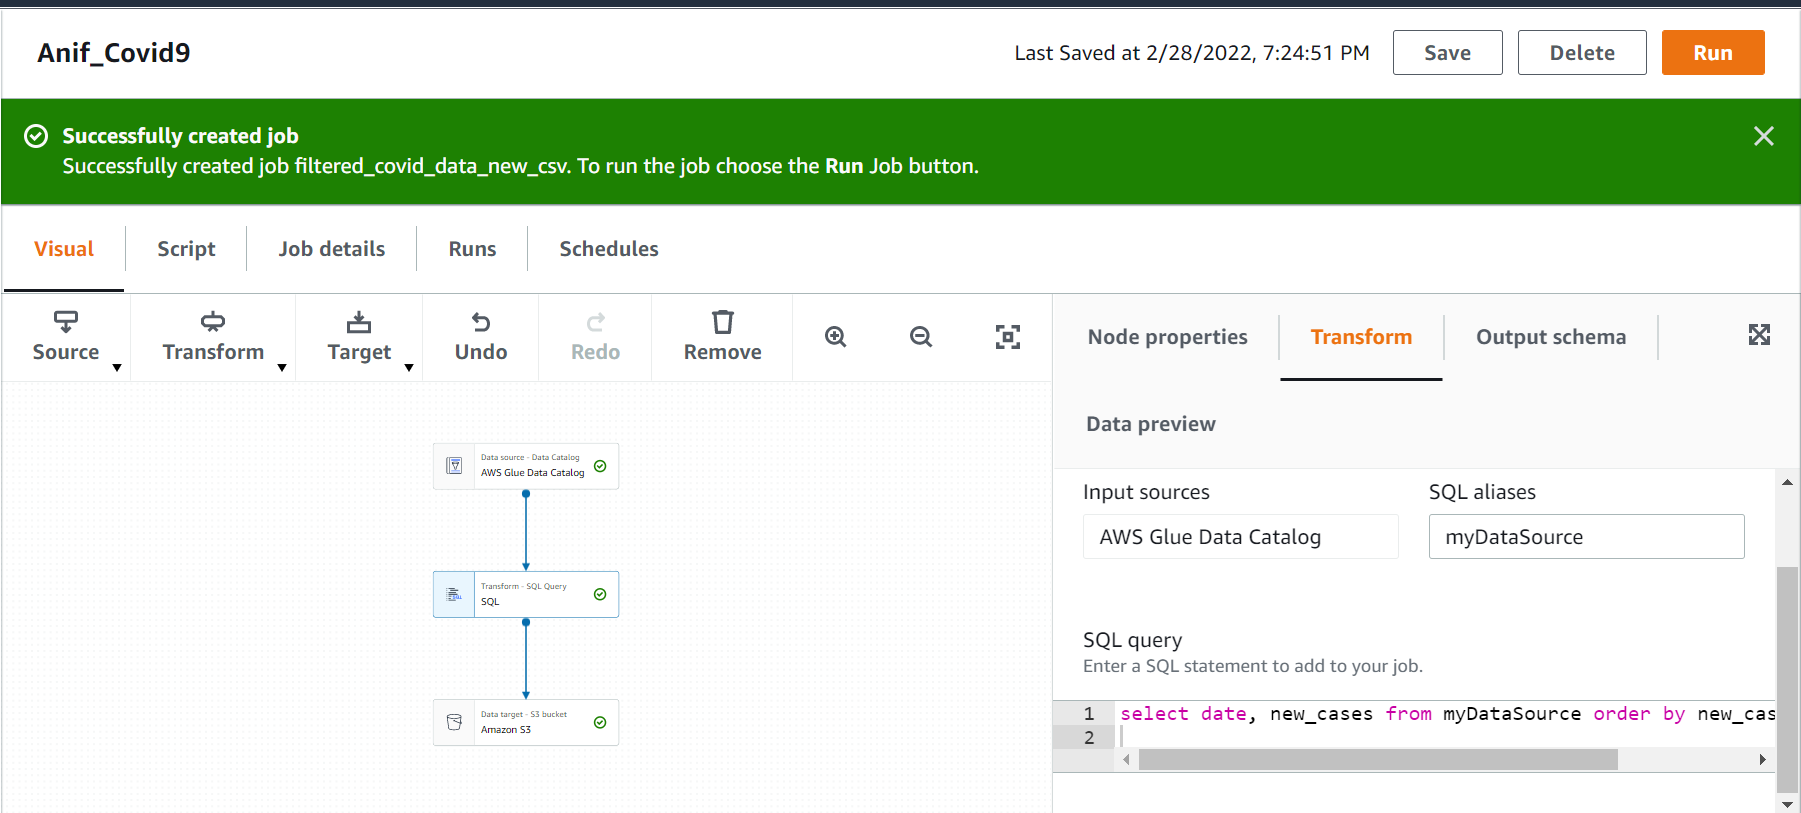 Anif_Covid9
Last Saved at 2/28/2022, 7:24:51 PM
Save
Delete
Run
Successfully created job
Successfully created job filtered_covid_data_new_csv. To run the job choose the Run Job button.
Visual
Script
Job details
Runs
Schedules
Source
Transform
Target
Undo
Redo
Remove
Node properties
Transform
Output schema
Data preview
Data source - Data Catalog
AWS Glue Data Catalog
Transform - SQL Query
SQL
Data target - S3 bucket
Amazon S3
Input sources
SQL aliases
AWS Glue Data Catalog
myDataSource
SQL query
Enter a SQL statement to add to your job.
1 select date, new_cases from myDataSource order by new_cas
2